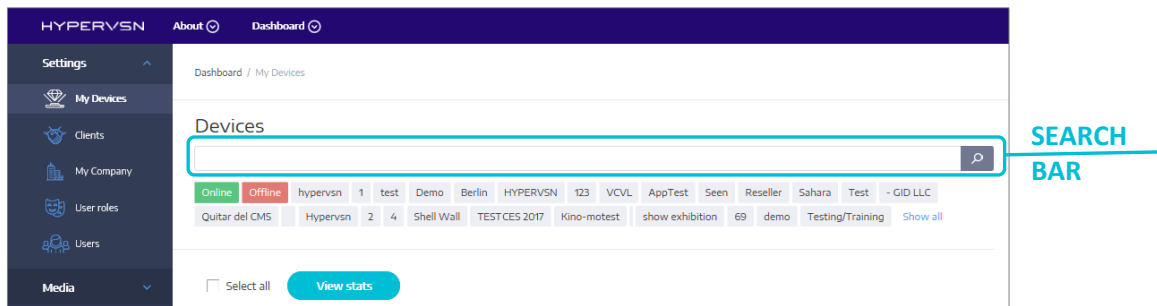 HYPERVSN About Dashboard
Settings
Dashboard / My Devices
My Devices
Devices
Clients
SEARCH
BAR
My Company
Online Offline hypervsn 1 test Demo Berlin HYPERVSN 123 VCVL AppTest Seen Reseller Sahara Test - GID LLC
User roles
Quitar del CMS Hypervsn 2 4 Shell Wall TEST CES 2017 Kino-motest show exhibition 69 demo Testing/Training Show all
Users
Media
Select all View stats